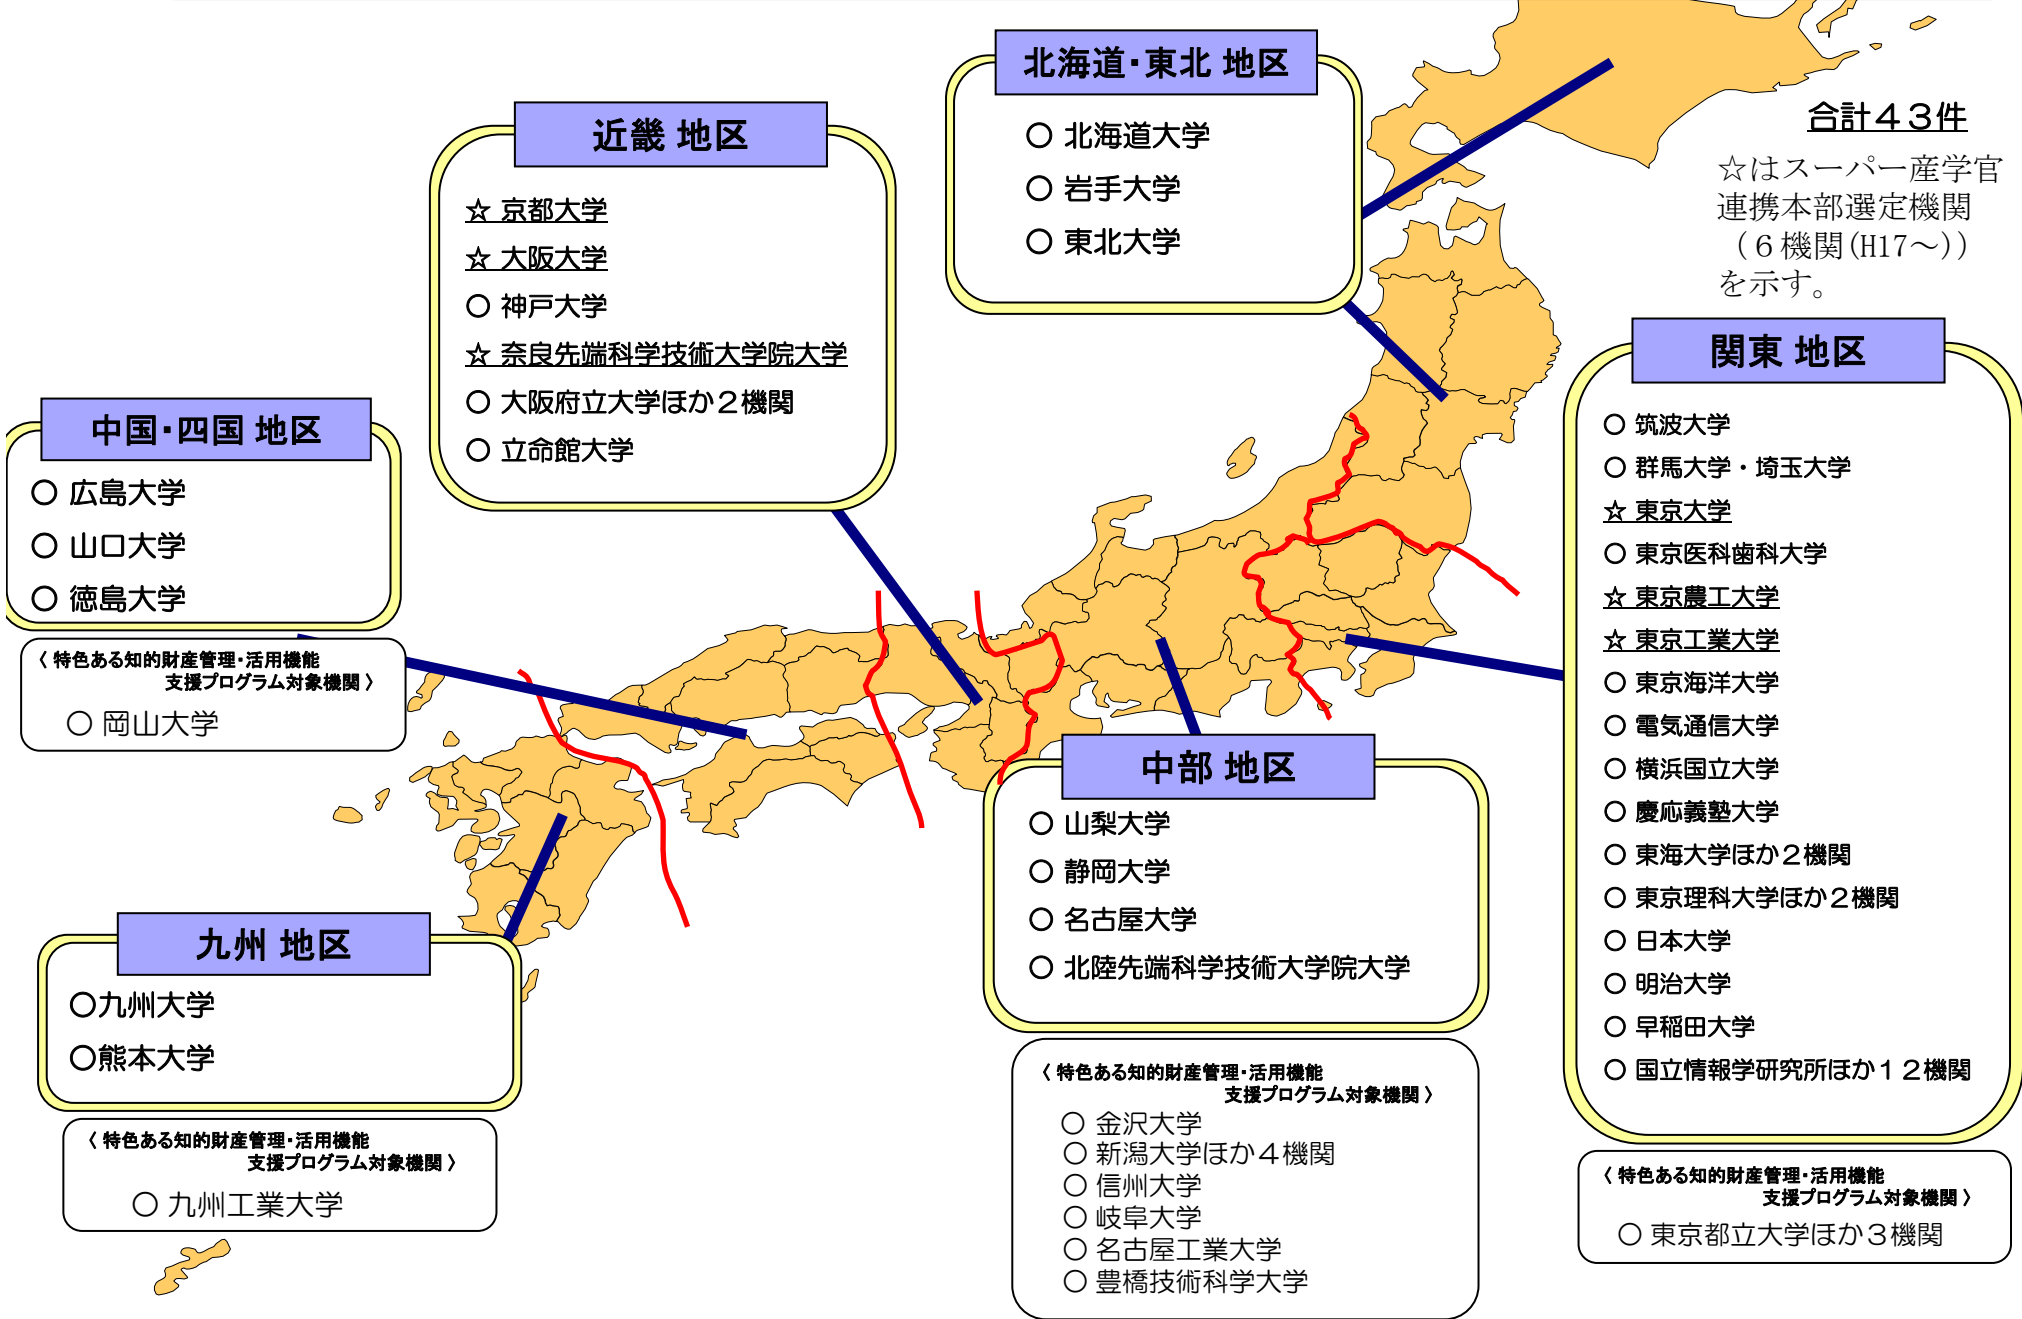 北海道・東北 地区
○ 北海道大学
○ 岩手大学
○ 東北大学
合計４３件
☆はスーパー産学官
連携本部選定機関
（６機関(H17～)）
を示す。
近畿 地区
☆ 京都大学
☆ 大阪大学
○ 神戸大学
☆ 奈良先端科学技術大学院大学
○ 大阪府立大学ほか２機関
○ 立命館大学
中国・四国 地区
○ 広島大学
○ 山口大学
○ 徳島大学
〈 特色ある知的財産管理・活用機能
支援プログラム対象機関 〉
○ 岡山大学
関東 地区
○ 筑波大学
○ 群馬大学・埼玉大学
☆ 東京大学
○ 東京医科歯科大学
☆ 東京農工大学
☆ 東京工業大学
○ 東京海洋大学
○ 電気通信大学
○ 横浜国立大学
○ 慶応義塾大学
○ 東海大学ほか２機関
○ 東京理科大学ほか２機関
○ 日本大学
○ 明治大学
○ 早稲田大学
○ 国立情報学研究所ほか１２機関
〈 特色ある知的財産管理・活用機能
支援プログラム対象機関 〉
○ 東京都立大学ほか３機関
中部 地区
○ 山梨大学
○ 静岡大学
○ 名古屋大学
○ 北陸先端科学技術大学院大学
〈 特色ある知的財産管理・活用機能
支援プログラム対象機関 〉
○ 金沢大学
○ 新潟大学ほか４機関
○ 信州大学
○ 岐阜大学
○ 名古屋工業大学
○ 豊橋技術科学大学
九州 地区
○九州大学
○熊本大学
〈 特色ある知的財産管理・活用機能
支援プログラム対象機関 〉
○ 九州工業大学